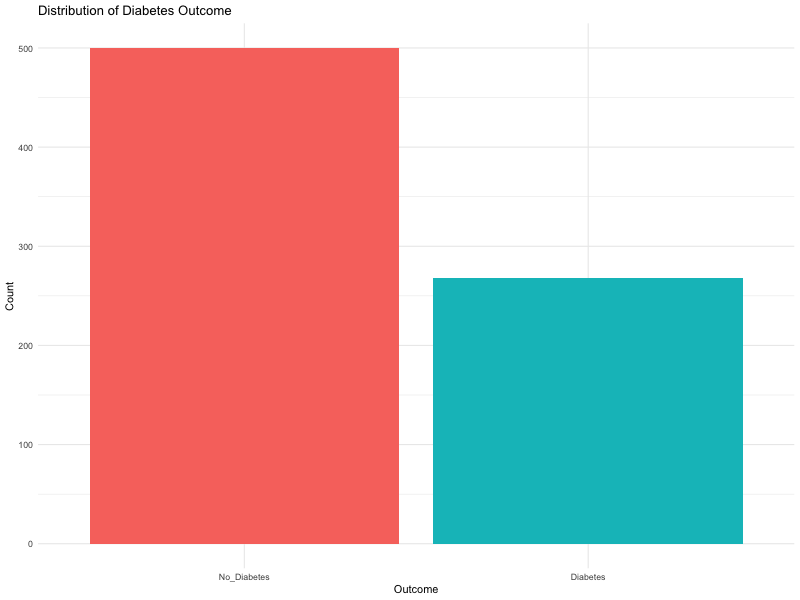 Distribution of Diabetes Outcome
Count
500
400
300
200
100
0
No_Diabetes
Diabetes
Outcome